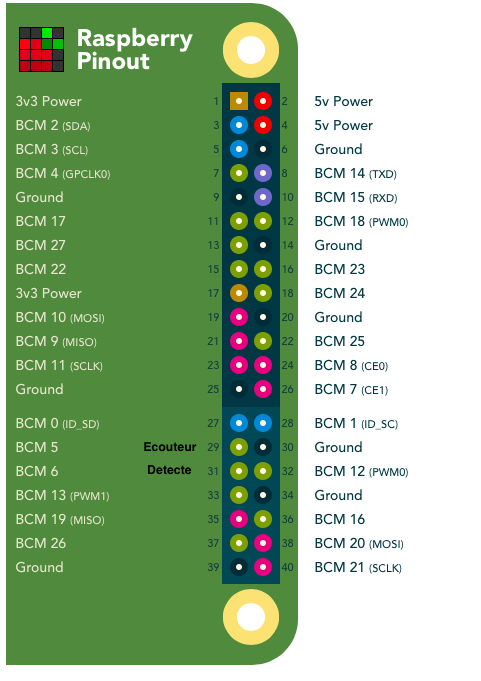 Raspberry
Pinout
3v3 Power 1 2 5v Power
BCM 2 (SDA) 3 4 5v Power
BCM 3 (SCL) 5 6 Ground
BCM 4 (GPCLK0) 7 8 BCM 14 (TXD)
Ground 9 10 BCM 15 (RXD)
BCM 17 11 12 BCM 18 (PWM0)
BCM 27 13 14 Ground
BCM 22 15 16 BCM 23
3v3 Power 17 18 BCM 24
BCM 10 (MOSI) 19 20 Ground
BCM 9 (MISO) 21 22 BCM 25
BCM 11 (SCLK) 23 24 BCM 8 (CE0)
Ground 25 26 BCM 7 (CE1)
BCM 0 (ID_SD) 27 28 BCM 1 (ID_SC)
BCM 5 Ecouteur 29 30 Ground
BCM 6 Detecte 31 32 BCM 12 (PWM0)
BCM 13 (PWM1) 33 34 Ground
BCM 19 (MISO) 35 36 BCM 16
BCM 26 37 38 BCM 20 (MOSI)
Ground 39 40 BCM 21 (SCLK)